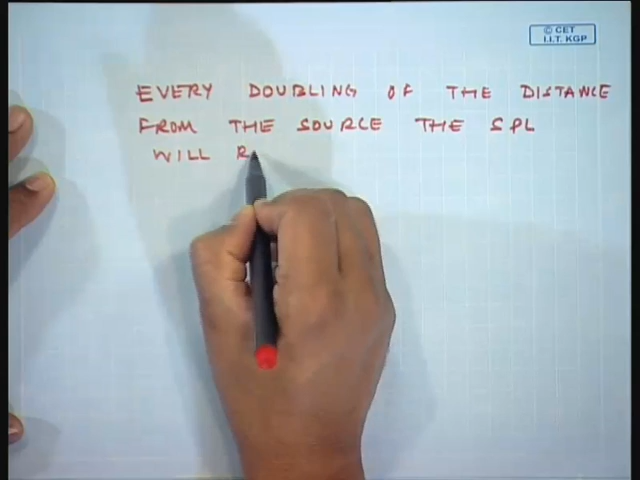 © CET
I.I.T. KGP
EVERY DOUBLING OF THE DISTANCE
FROM THE SOURCE THE SPL
WILL R